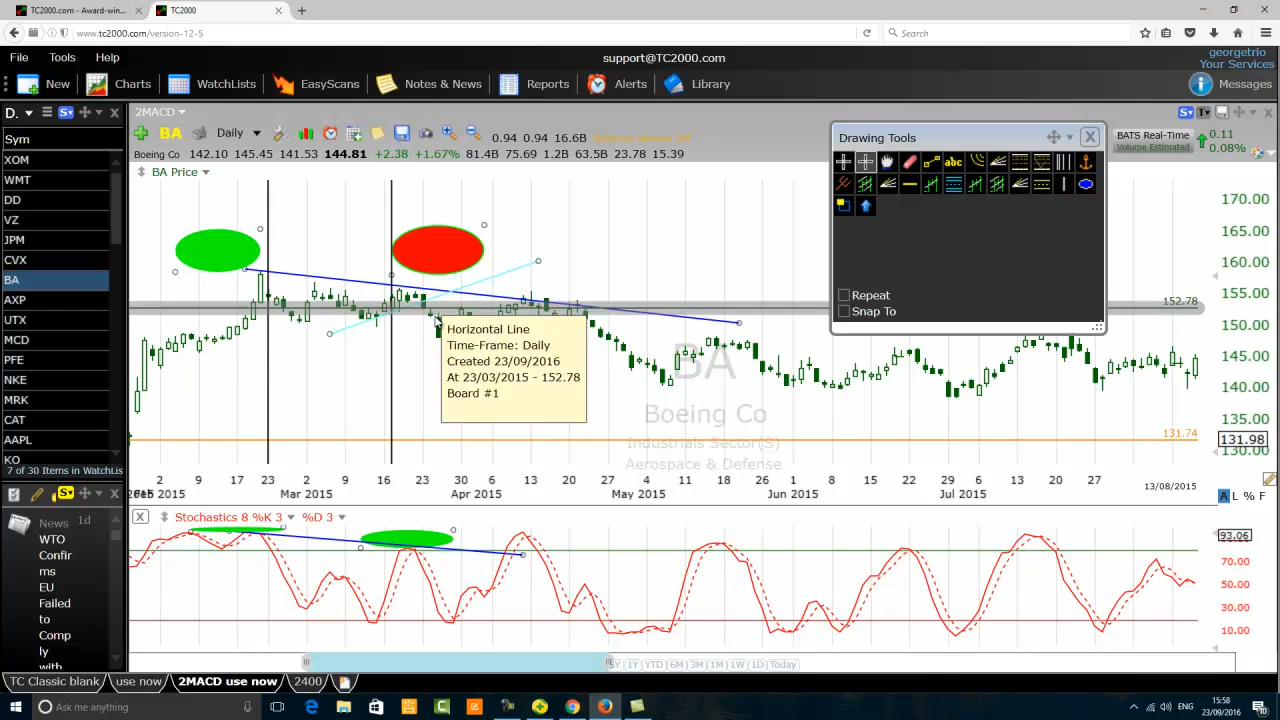 TC2000.com - Award-win...
TC2000
www.tc2000.com/version-12-5
Search
File Tools Help
support@TC2000.com
georgetrio
Your Services
New Charts WatchLists EasyScans Notes & News Reports Alerts Library Messages
D.
2MACD
Sym
XOM
WMT
DD
VZ
JPM
CVX
BA
AXP
UTX
MCD
PFE
NKE
MRK
CAT
AAPL
KO
7 of 30 Items in WatchLis
BA Daily 0.94 0.94 16.6B
Boeing Co 142.10 145.45 141.53 144.81 +2.38 +1.67% 81.4B 75.69 1.2B 63.5B 23.78 15.39
BA Price
Drawing Tools
abc
Repeat
Snap To
BATS Real-Time
Volume Estimated
0.11
0.08%
170.00
165.00
160.00
155.00
152.78
150.00
145.00
140.00
135.00
131.74
131.98
130.00
Horizontal Line
Time-Frame: Daily
Created 23/09/2016
At 23/03/2015 - 152.78
Board #1
BA
Boeing Co
Industrials Sector(S)
Aerospace & Defense
2 9 17 23 2 9 16 23 30 6 13 20 27 4 11 18 26 1 8 15 22 29 6 13 20 27
Feb 2015 Mar 2015 Apr 2015 May 2015 Jun 2015 Jul 2015
13/08/2015
A L % F
News 1d
WTO
Confir
ms
EU
Failed
to
Comp
ly
with
Stochastics 8 %K 3 %D 3
93.06
70.00
50.00
30.00
10.00
5Y 1Y YTD 6M 3M 1M 1W 1D Today
TC Classic blank use now 2MACD use now 2400
Ask me anything
ENG
15:58
23/09/2016